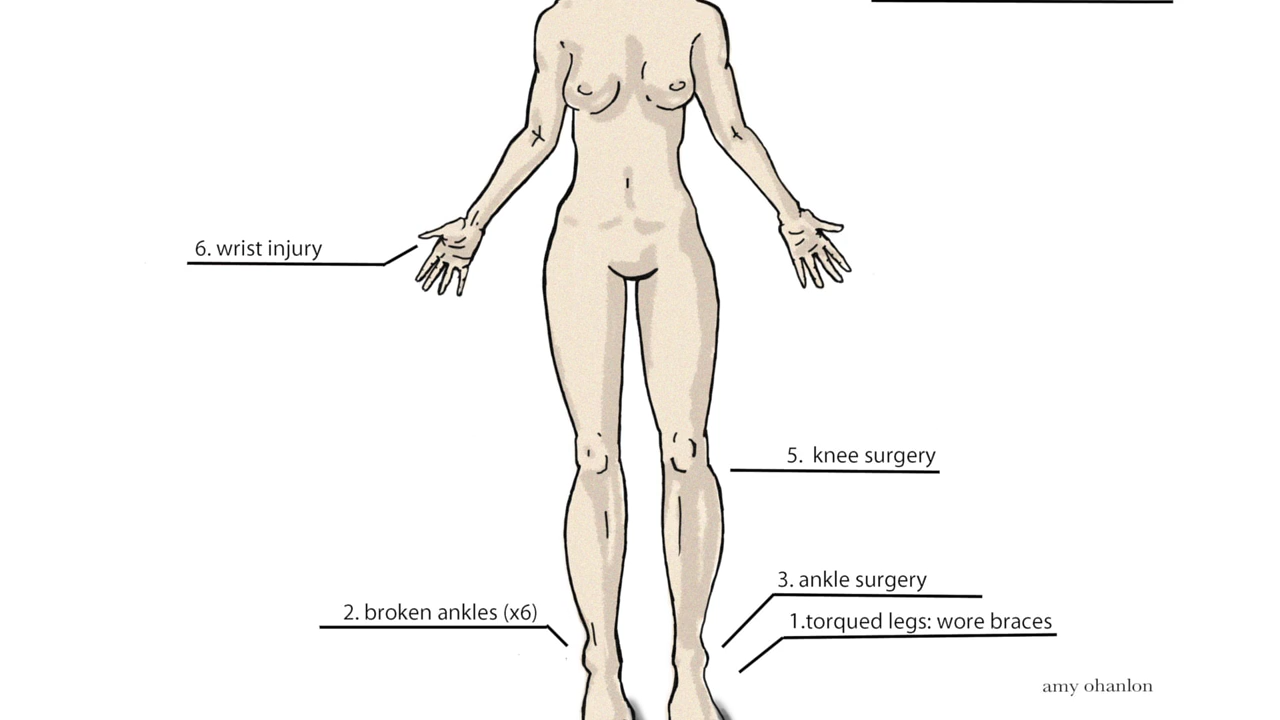 6. wrist injury
5. knee surgery
3. ankle surgery
2. broken ankles (x6)
1.torqued legs: wore braces
amy ohanlon